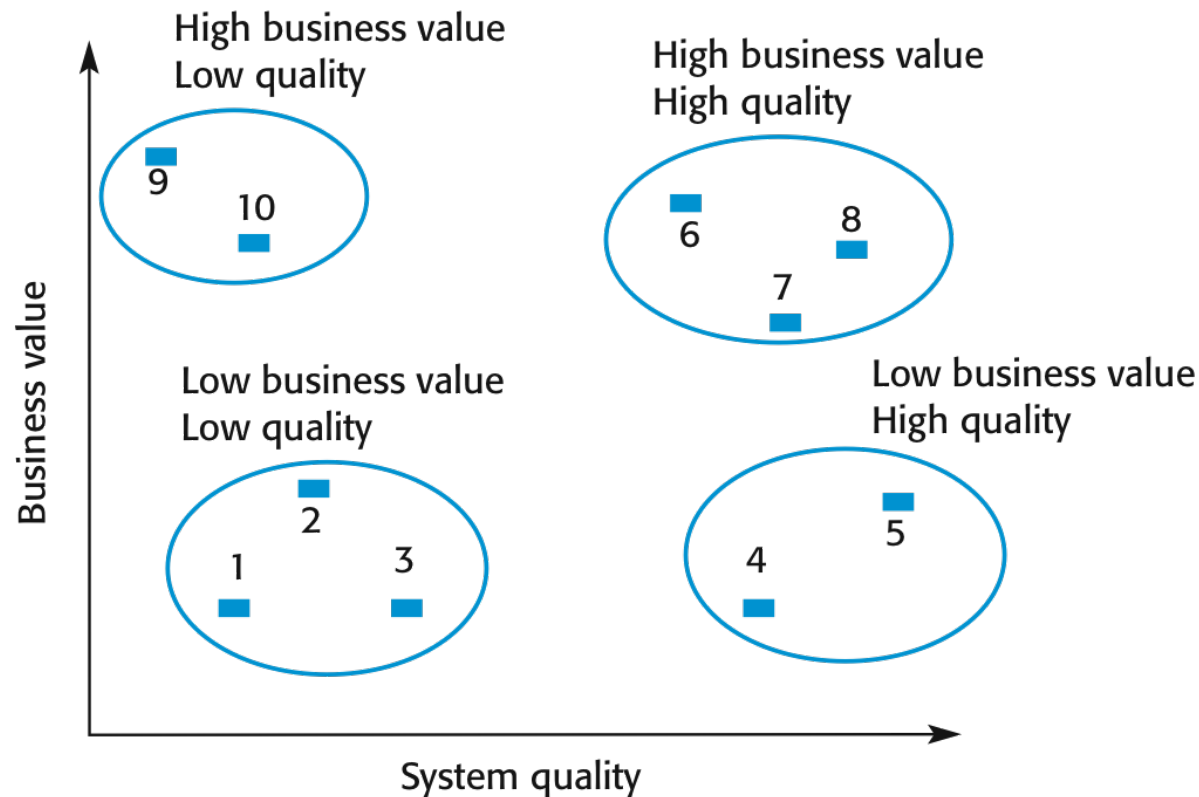 High business value
Low quality
High business value
High quality
9
10
6
8
7
Business value
Low business value
Low quality
Low business value
High quality
2
1
3
5
4
System quality